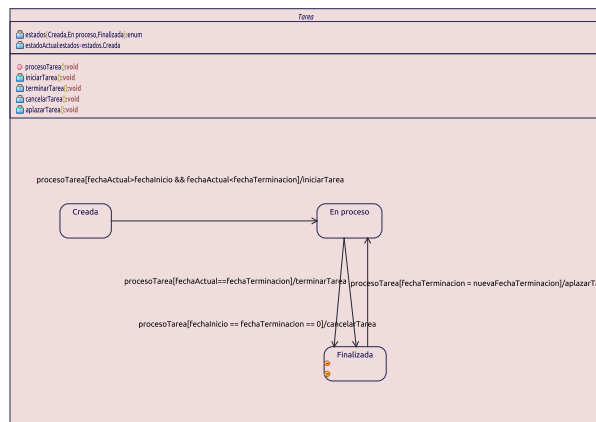 Tarea
estados{Creada,En proceso,Finalizada}:enum
estadoActual:estados=estados.Creada
procesoTarea():void
iniciarTarea():void
terminarTarea():void
cancelarTarea():void
aplazarTarea():void
procesoTarea[fechaActual>fechaInicio && fechaActual<fechaTerminacion]/iniciarTarea
Creada
En proceso
procesoTarea[fechaActual==fechaTerminacion]/terminarTarea
procesoTarea[fechaTerminacion = nuevaFechaTerminacion]/aplazarTa
procesoTarea[fechaInicio == fechaTerminacion == 0]/cancelarTarea
Finalizada